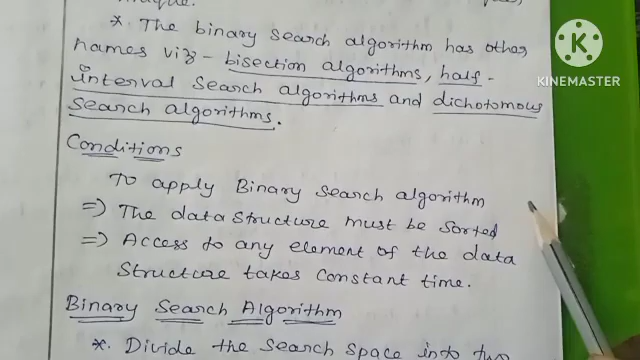 * The binary search algorithm has other
names viz - bisection algorithms, half-
interval search algorithms and dichotomous
search algorithms.
Conditions
To apply Binary search algorithm
=) The data structure must be sorted
=) Access to any element of the data
structure takes constant time.
Binary Search Algorithm
*. Divide the search space into two
KINEMASTER